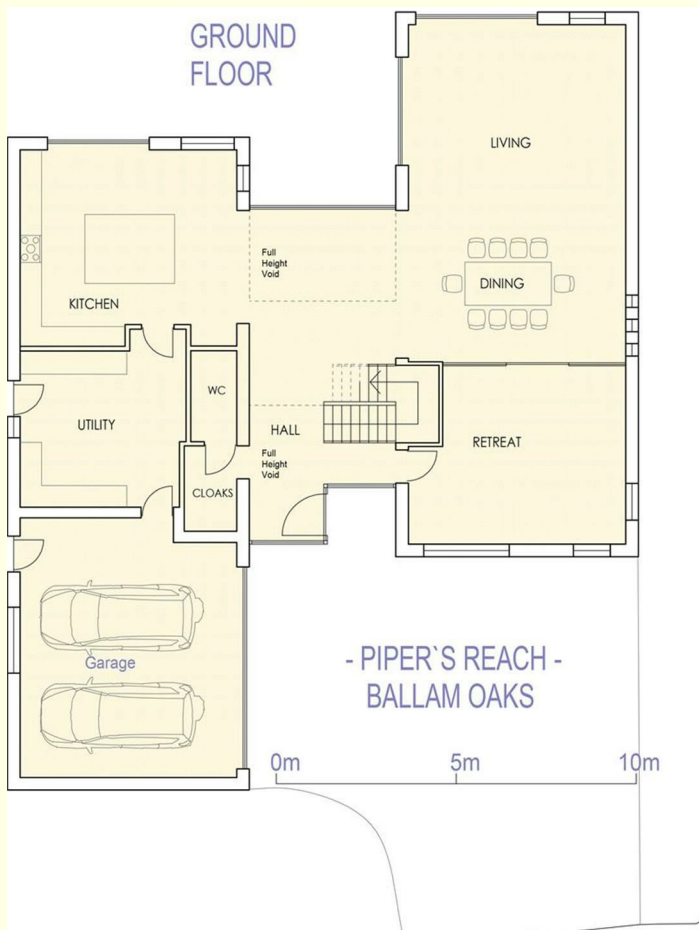 GROUND
FLOOR
LIVING
Full
Height
Void
DINING
KITCHEN
WC
UTILITY
HALL
RETREAT
Full
Height
Void
CLOAKS
Garage
- PIPER`S REACH -
BALLAM OAKS
0m 5m 10m